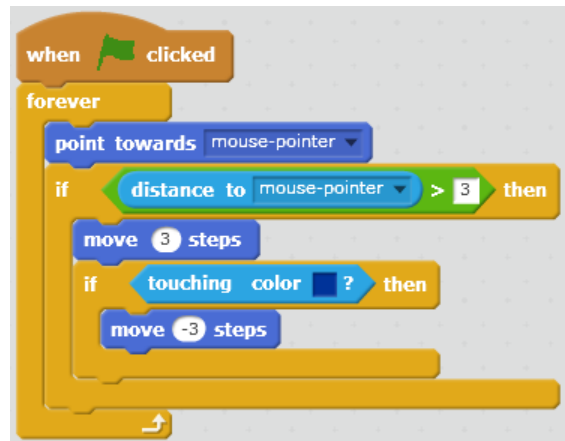 when clicked
forever
point towards mouse-pointer
if distance to mouse-pointer > 3 then
move 3 steps
if touching color ? then
move -3 steps